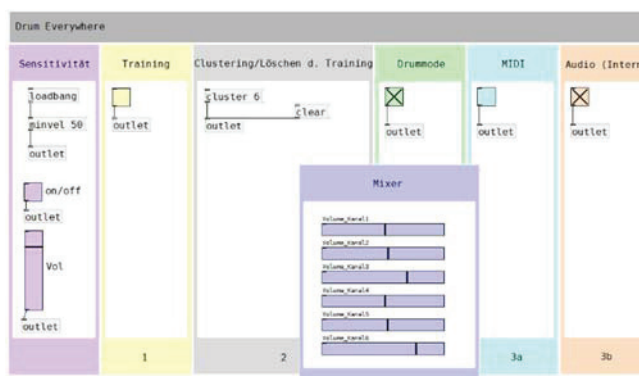 Drum Everywhere
Sensitivität
Training
Clustering/Löschen d. Training
Drummode
MIDI
Audio (Intern
loadbang
minvel 50
outlet
on/off
outlet
Vol
outlet
outlet
cluster 6
clear
outlet
outlet
outlet
outlet
Mixer
Volume_Kanal1
Volume_Kanal2
Volume_Kanal3
Volume_Kanal4
Volume_Kanal5
Volume_Kanal6
1
2
3a
3b